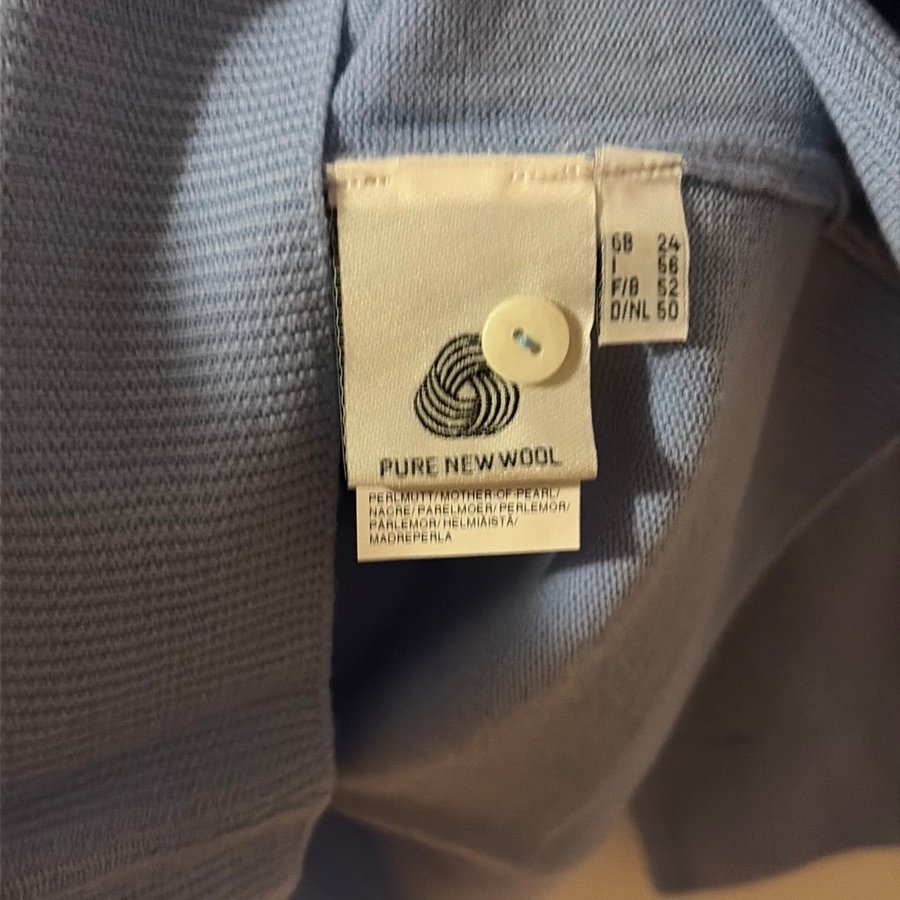 PURE NEW WOOL
PERLMUTT/MOTHER-OF-PEARL/
NACRE/PARELMOER/PERLEMOR/
PÄRLEMOR/HELMIÄISTÄ/
MADREPERLA
GB 24
I 56
F/B 52
D/NL 50